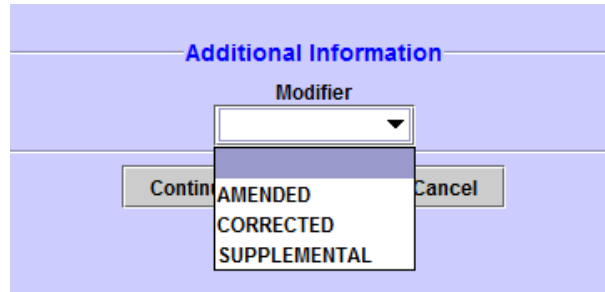 Additional Information
Modifier
Contin Cancel
AMENDED
CORRECTED
SUPPLEMENTAL